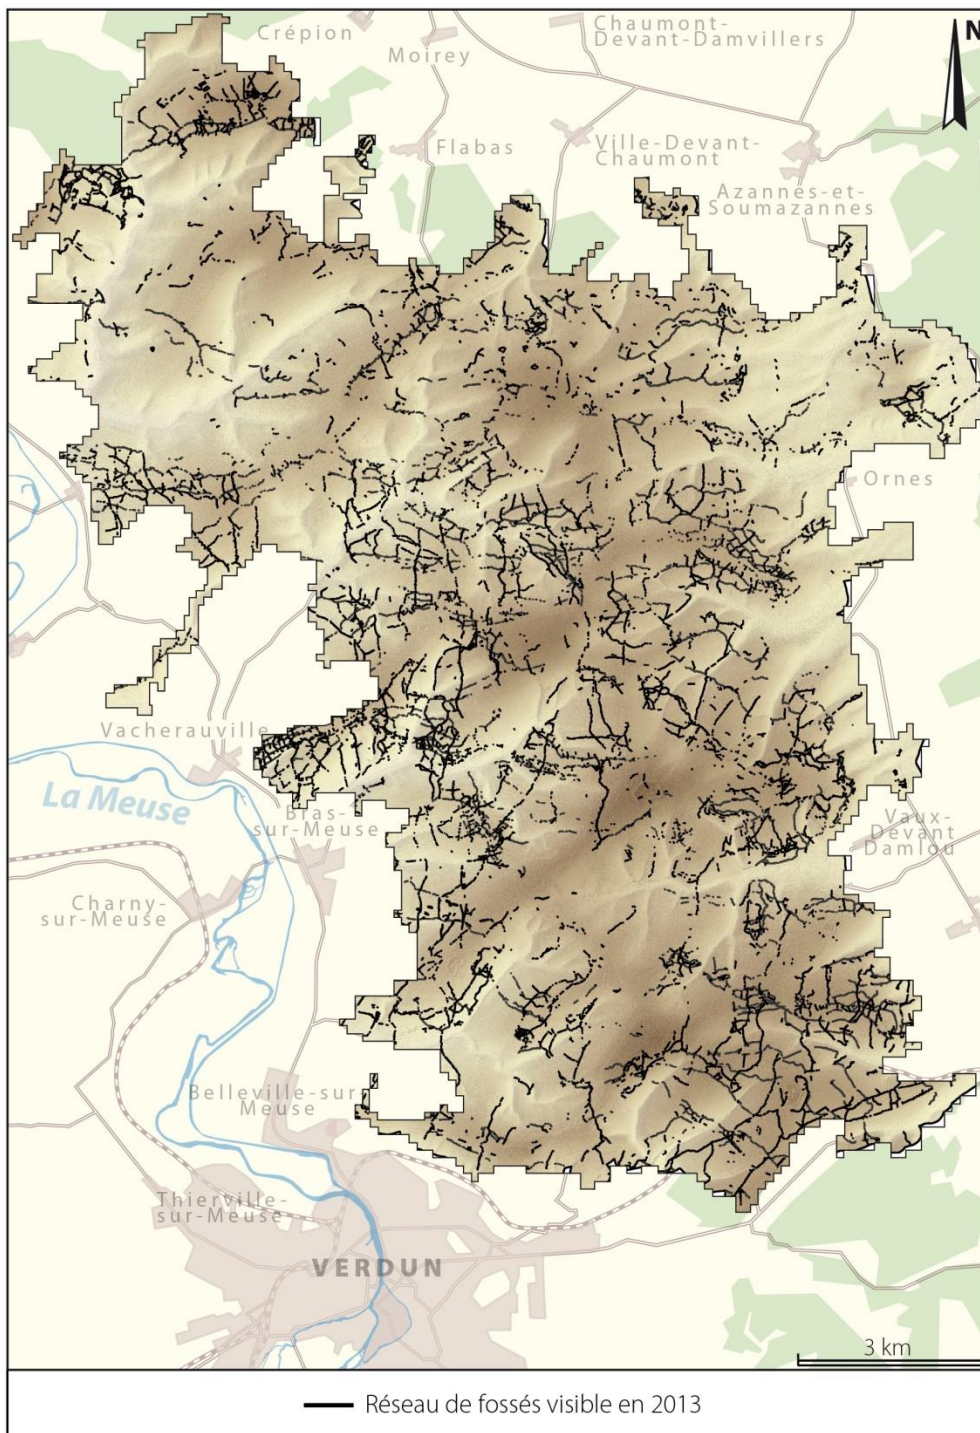 Crépion
Moirey
Chaumont-
Devant-Damvillers
N
Flabas
Ville-Devant-
Chaumont
Azannes-et-
Soumazannes
Ornes
Vacherauville
La Meuse
Bras-
sur-Meuse
Vaux-
Devant
Damlou
Charny-
sur-Meuse
Belleville-sur-
Meuse
Thierville-
sur-Meuse
VERDUN
3 km
Réseau de fossés visible en 2013